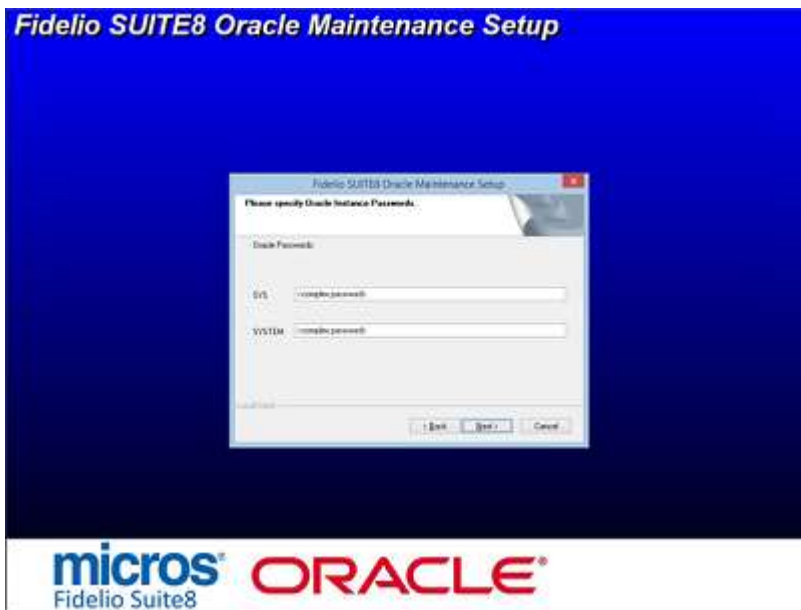 Fidelio SUITE8 Oracle Maintenance Setup
Fidelio SUITE8 Oracle Maintenance Setup
Please specify Oracle Instance Passwords.
Oracle Passwords
SYS <complex password>
SYSTEM <complex password>
< Back Next > Cancel
micros®
Fidelio Suite8
ORACLE®